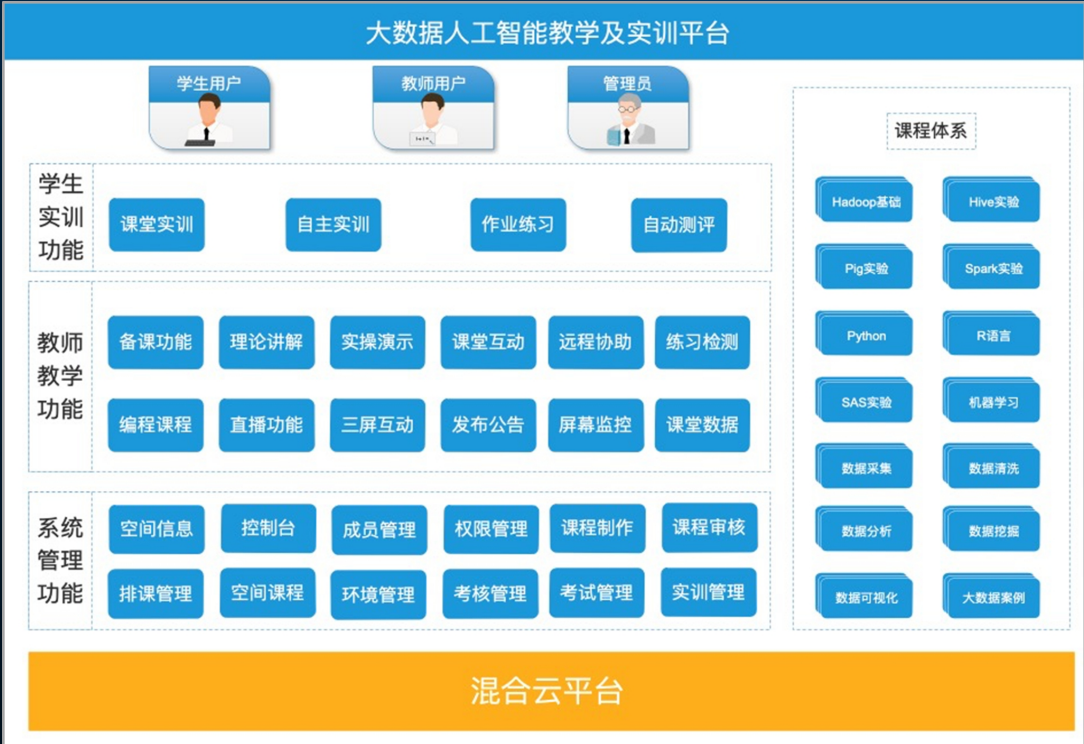 大数据人工智能教学及实训平台
学生用户
教师用户
管理员
学生
实训
功能
课堂实训
自主实训
作业练习
自动测评
教师
教学
功能
备课功能
理论讲解
实操演示
课堂互动
远程协助
练习检测
编程课程
直播功能
三屏互动
发布公告
屏幕监控
课堂数据
系统
管理
功能
空间信息
控制台
成员管理
权限管理
课程制作
课程审核
排课管理
空间课程
环境管理
考核管理
考试管理
实训管理
课程体系
Hadoop基础
Hive实验
Pig实验
Spark实验
Python
R语言
SAS实验
机器学习
数据采集
数据清洗
数据分析
数据挖掘
数据可视化
大数据案例
混合云平台